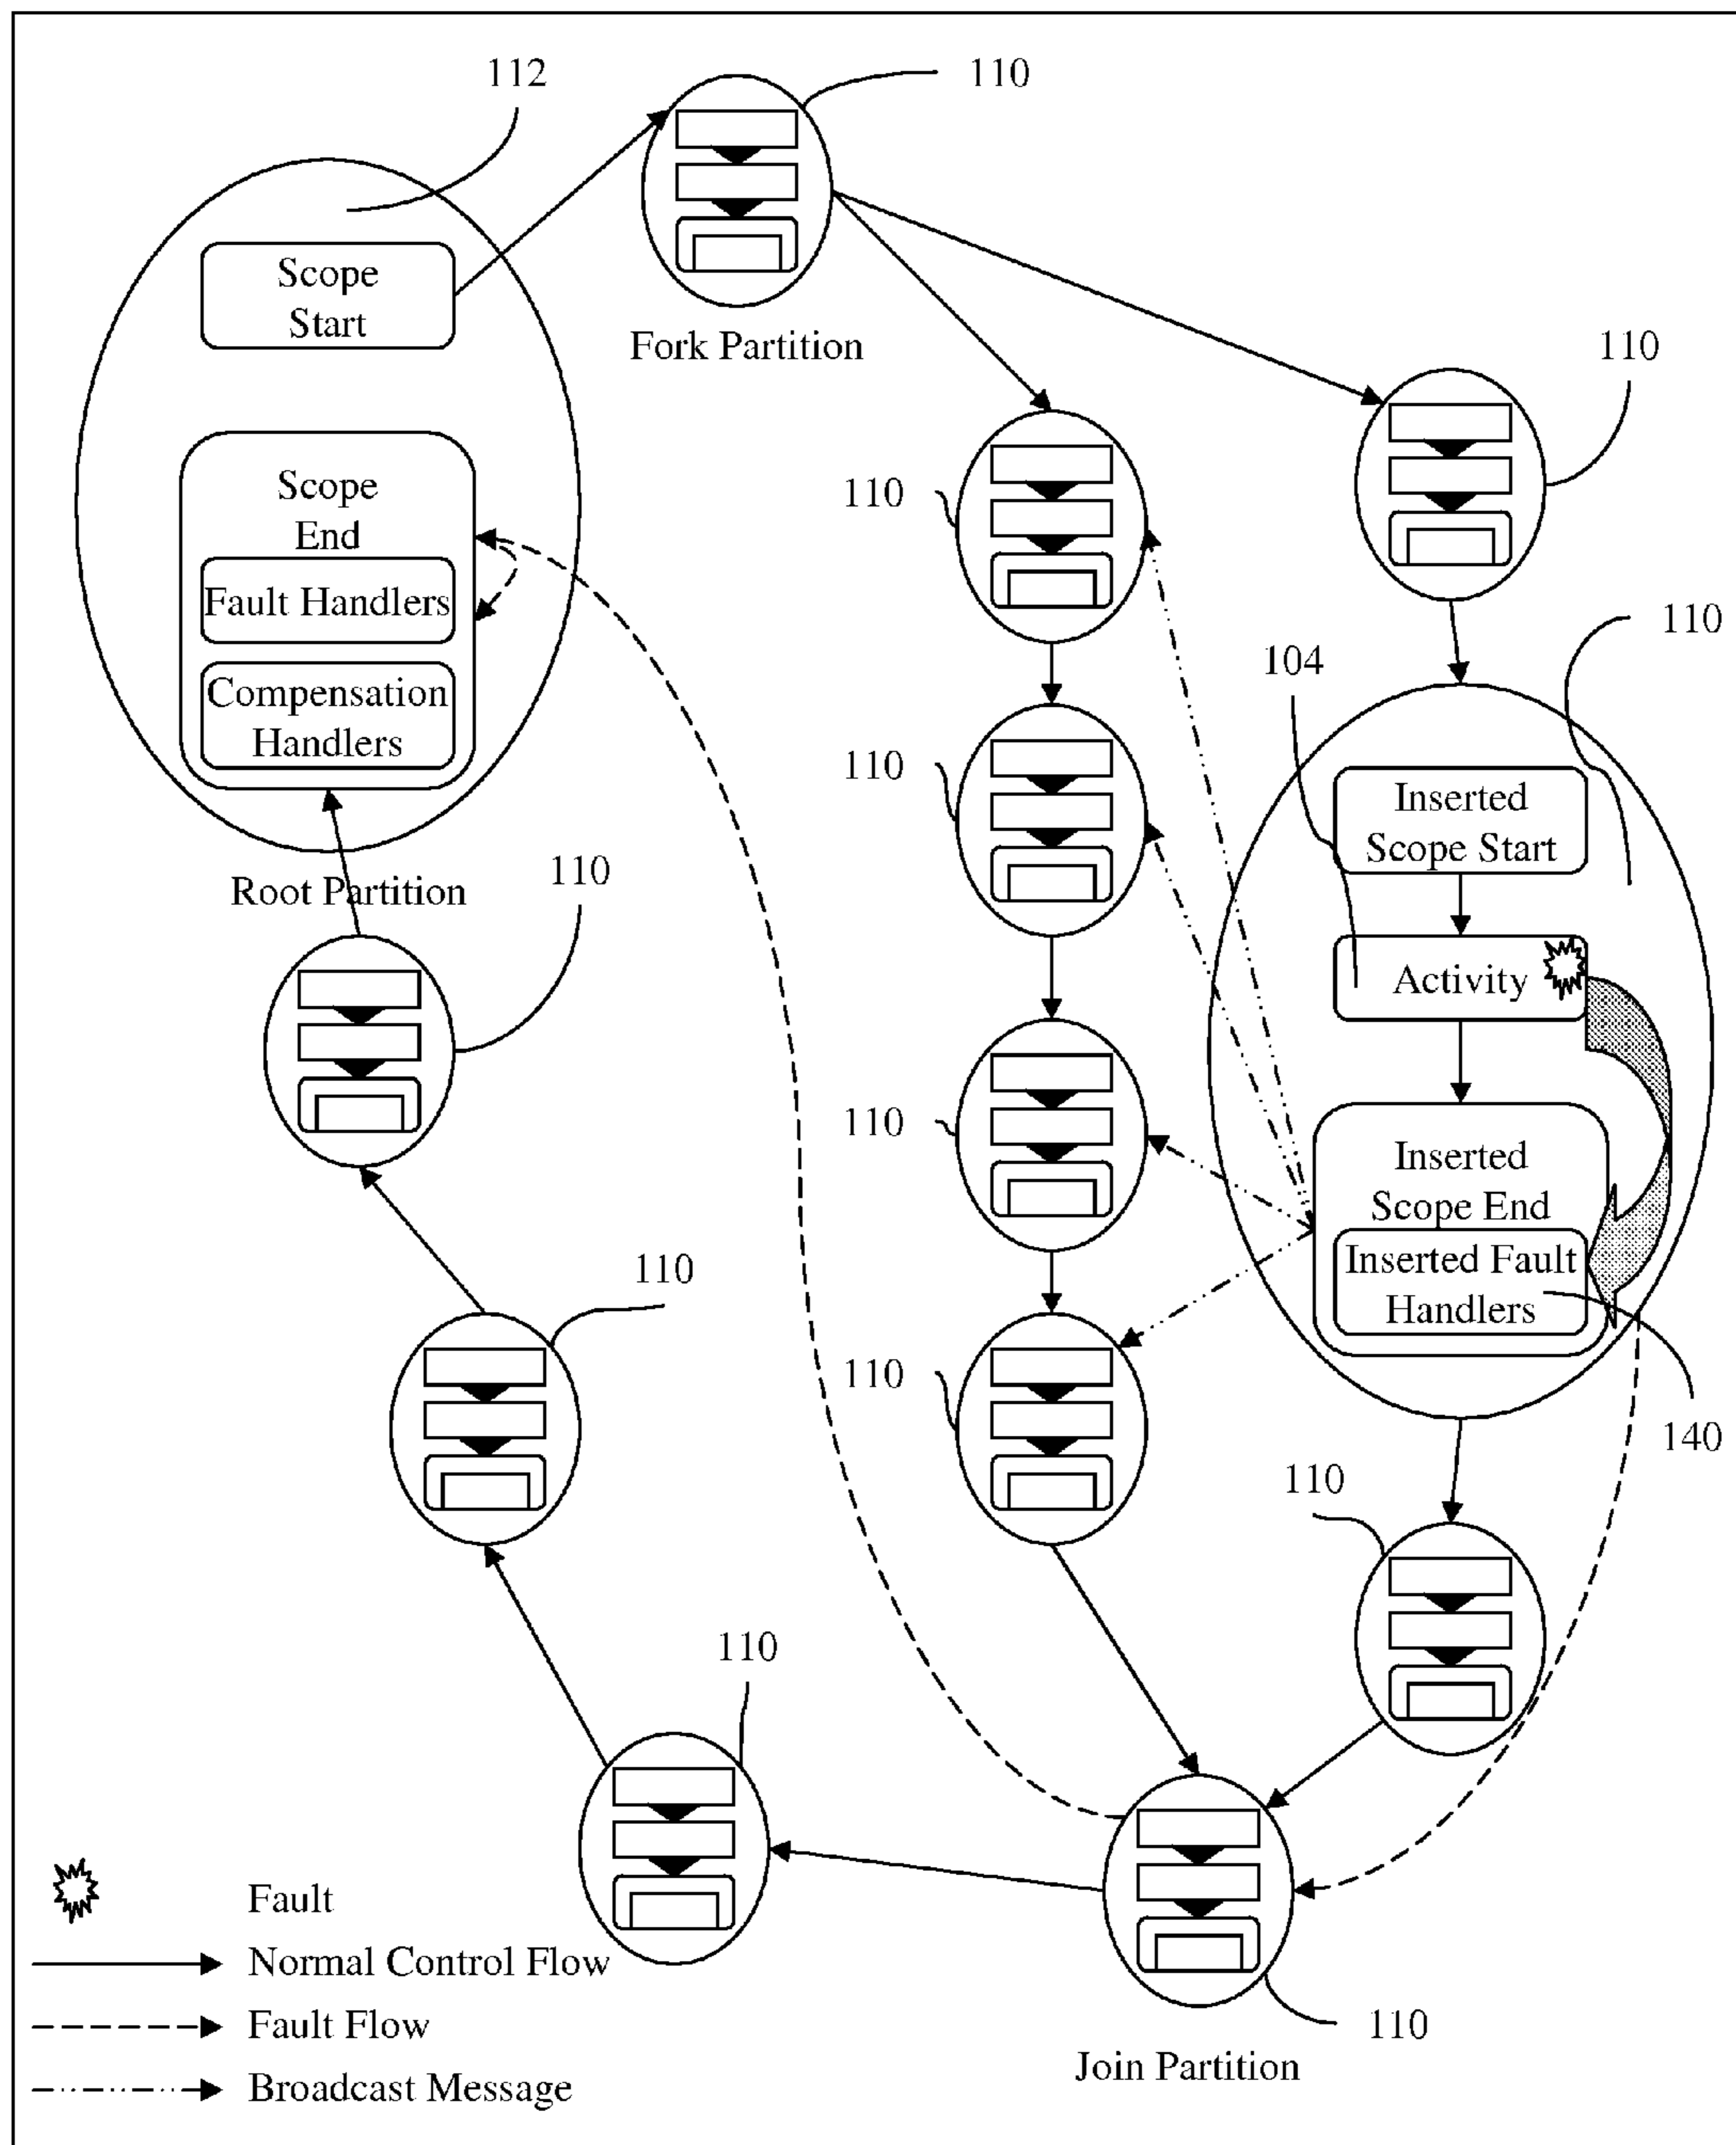 112
110
Scope
Start
Fork Partition
110
Scope
End
110
Fault Handlers
110
104
Compensation
Handlers
110
Inserted
Scope Start
Root Partition
110
Activity
110
Inserted
Scope End
Inserted Fault
Handlers
110
110
140
110
110
Fault
Normal Control Flow
Fault Flow
110
Join Partition
Broadcast Message